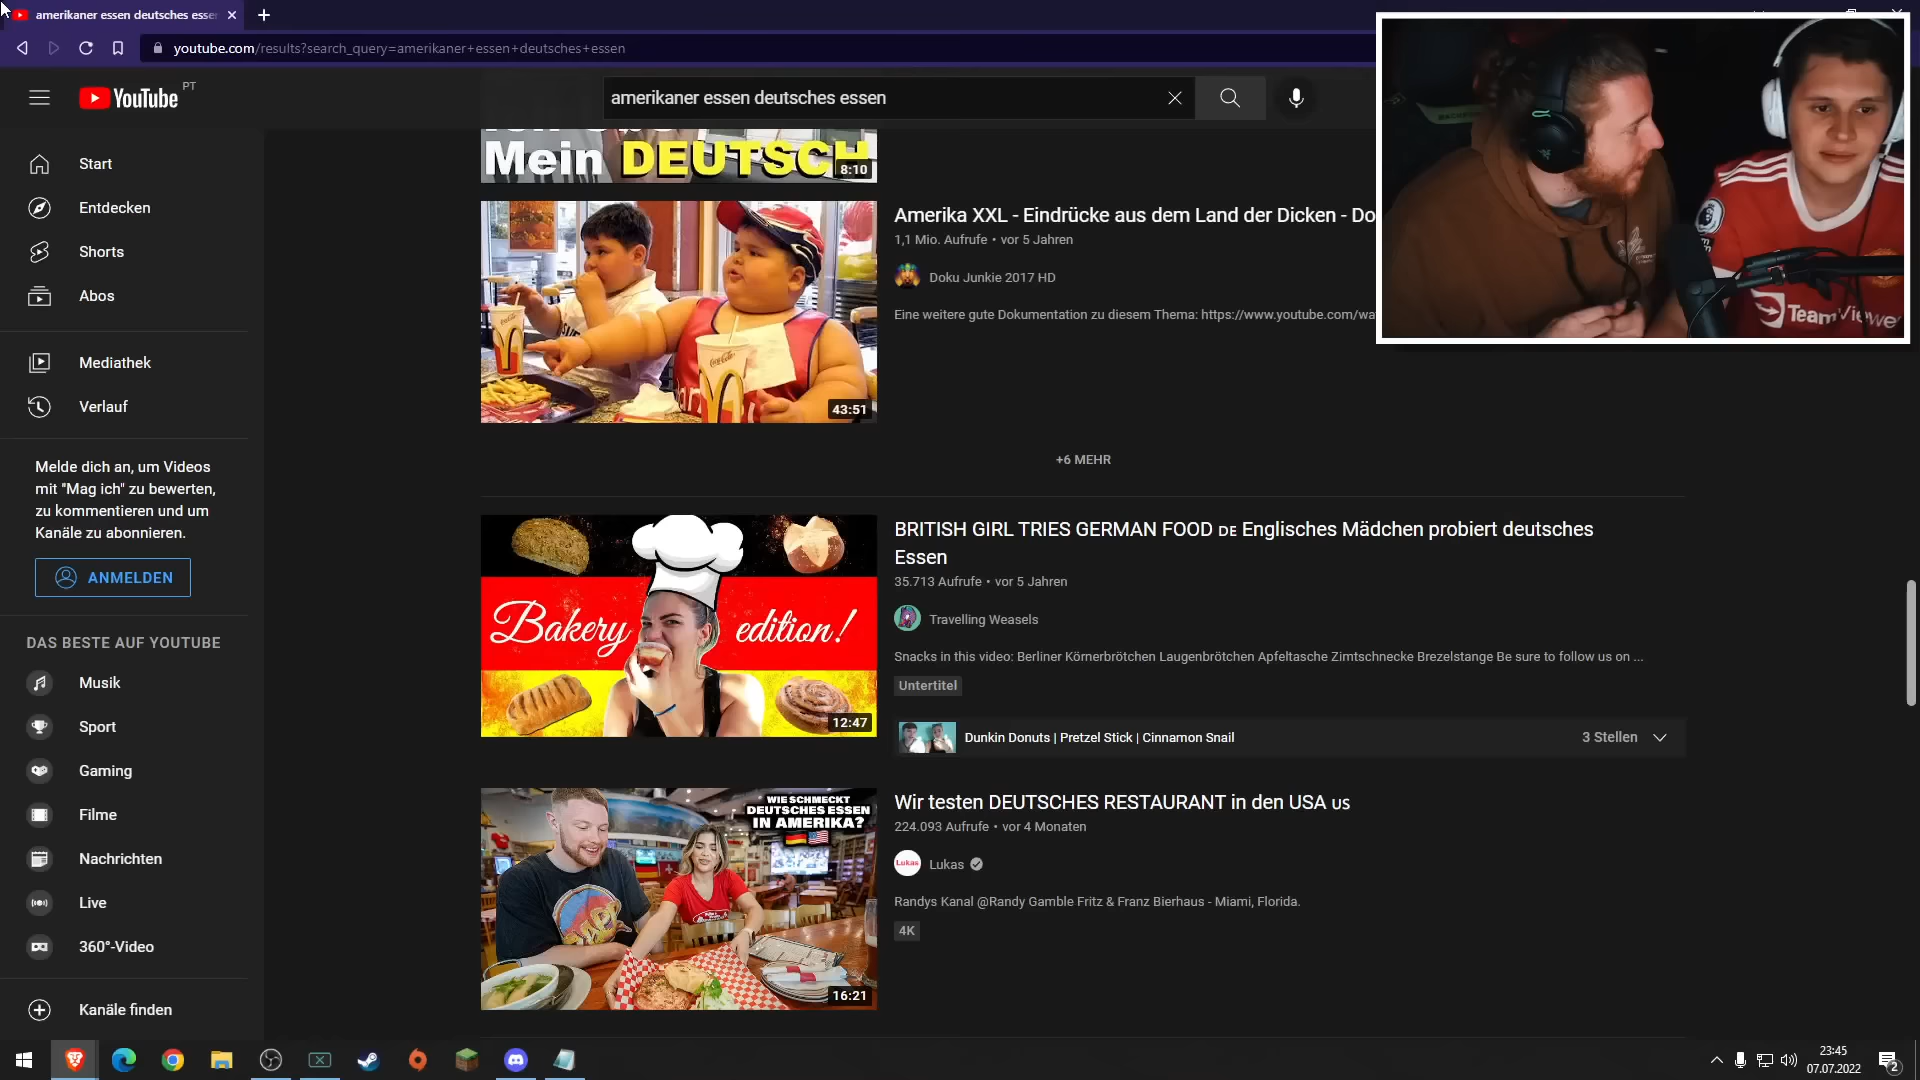 amerikaner essen deutsches esse
youtube.com/results?search_query=amerikaner+essen+deutsches+essen
YouTube PT
amerikaner essen deutsches essen
Start
Entdecken
Shorts
Abos
Mediathek
Verlauf
Melde dich an, um Videos
mit "Mag ich" zu bewerten,
zu kommentieren und um
Kanäle zu abonnieren.
ANMELDEN
DAS BESTE AUF YOUTUBE
Musik
Sport
Gaming
Filme
Nachrichten
Live
360°-Video
Kanäle finden
Mein DEUTSCH
8:10
Amerika XXL - Eindrücke aus dem Land der Dicken - Do
1,1 Mio. Aufrufe • vor 5 Jahren
Doku Junkie 2017 HD
Eine weitere gute Dokumentation zu diesem Thema: https://www.youtube.com/wa
Coca-Cola
43:51
+6 MEHR
Bakery edition!
12:47
BRITISH GIRL TRIES GERMAN FOOD DE Englisches Mädchen probiert deutsches
Essen
35.713 Aufrufe • vor 5 Jahren
Travelling Weasels
Snacks in this video: Berliner Körnerbrötchen Laugenbrötchen Apfeltasche Zimtschnecke Brezelstange Be sure to follow us on ...
Untertitel
Dunkin Donuts | Pretzel Stick | Cinnamon Snail
3 Stellen
WIE SCHMECKT
DEUTSCHES ESSEN
IN AMERIKA?
16:21
Wir testen DEUTSCHES RESTAURANT in den USA US
224.093 Aufrufe • vor 4 Monaten
Lukas
Lukas
Randys Kanal @Randy Gamble Fritz & Franz Bierhaus - Miami, Florida.
4K
TeamViewer
23:45
07.07.2022
2